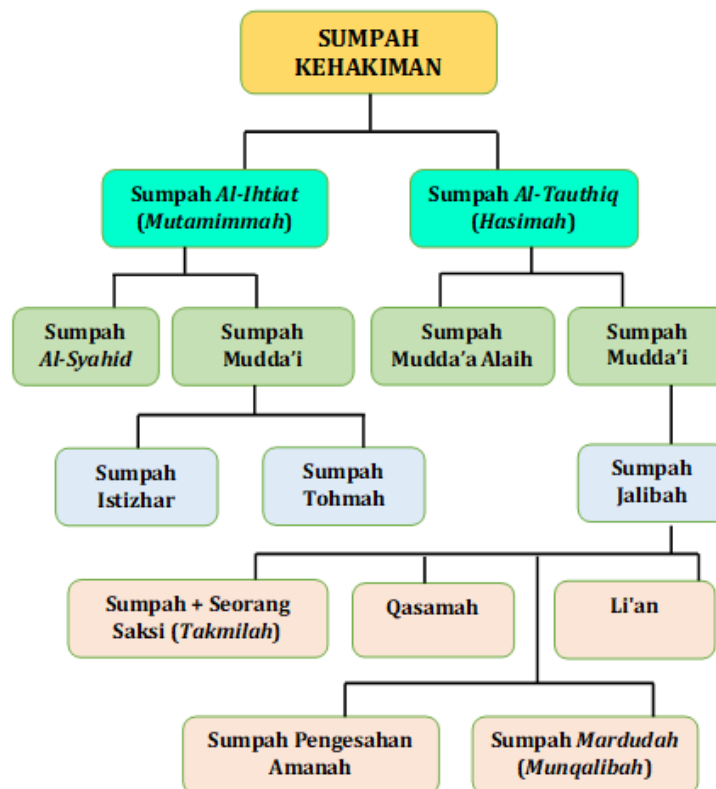 SUMPAH
KEHAKIMAN
Sumpah Al-Ihtiat
(Mutamimmah)
Sumpah Al-Tauthiq
(Hasimah)
Sumpah
Al-Syahid
Sumpah
Mudda'i
Sumpah
Mudda'a Alaih
Sumpah
Mudda'i
Sumpah
Istizhar
Sumpah
Tohmah
Sumpah
Jalibah
Sumpah + Seorang
Saksi (Takmilah)
Qasamah
Li'an
Sumpah Pengesahan
Amanah
Sumpah Mardudah
(Munqalibah)